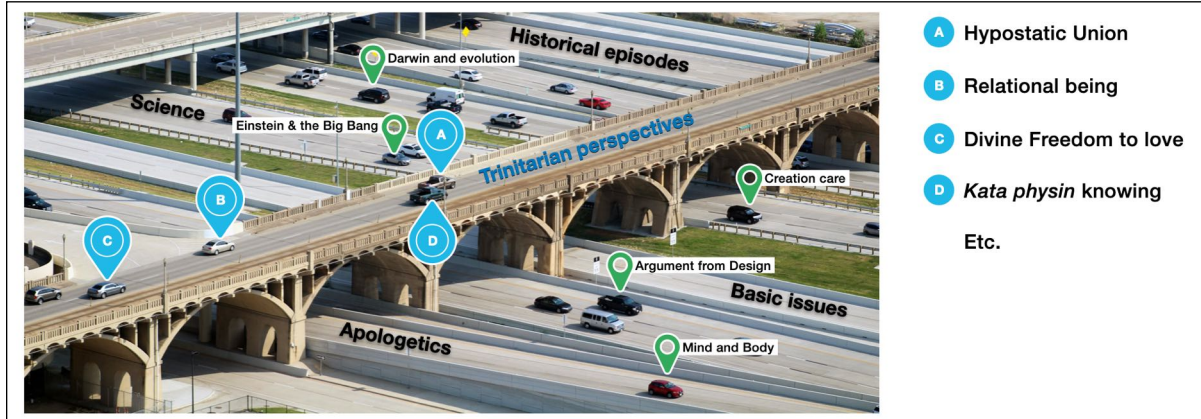 Historical episodes
Darwin and evolution
Science
Einstein & the Big Bang
A
Trinitarian perspectives
Creation care
B
C
D
Argument from Design
Basic issues
Apologetics
Mind and Body
A Hypostatic Union
B Relational being
C Divine Freedom to love
D Kata physin knowing
Etc.